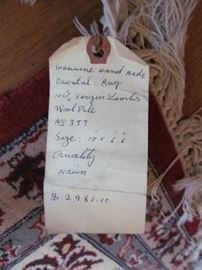 Genuine Hand made
Oriental Rug
100% Virgin Lambs
Wool Pile
No 357
Size: 10 x 6'6
Quality
Nain
$ 2980.00